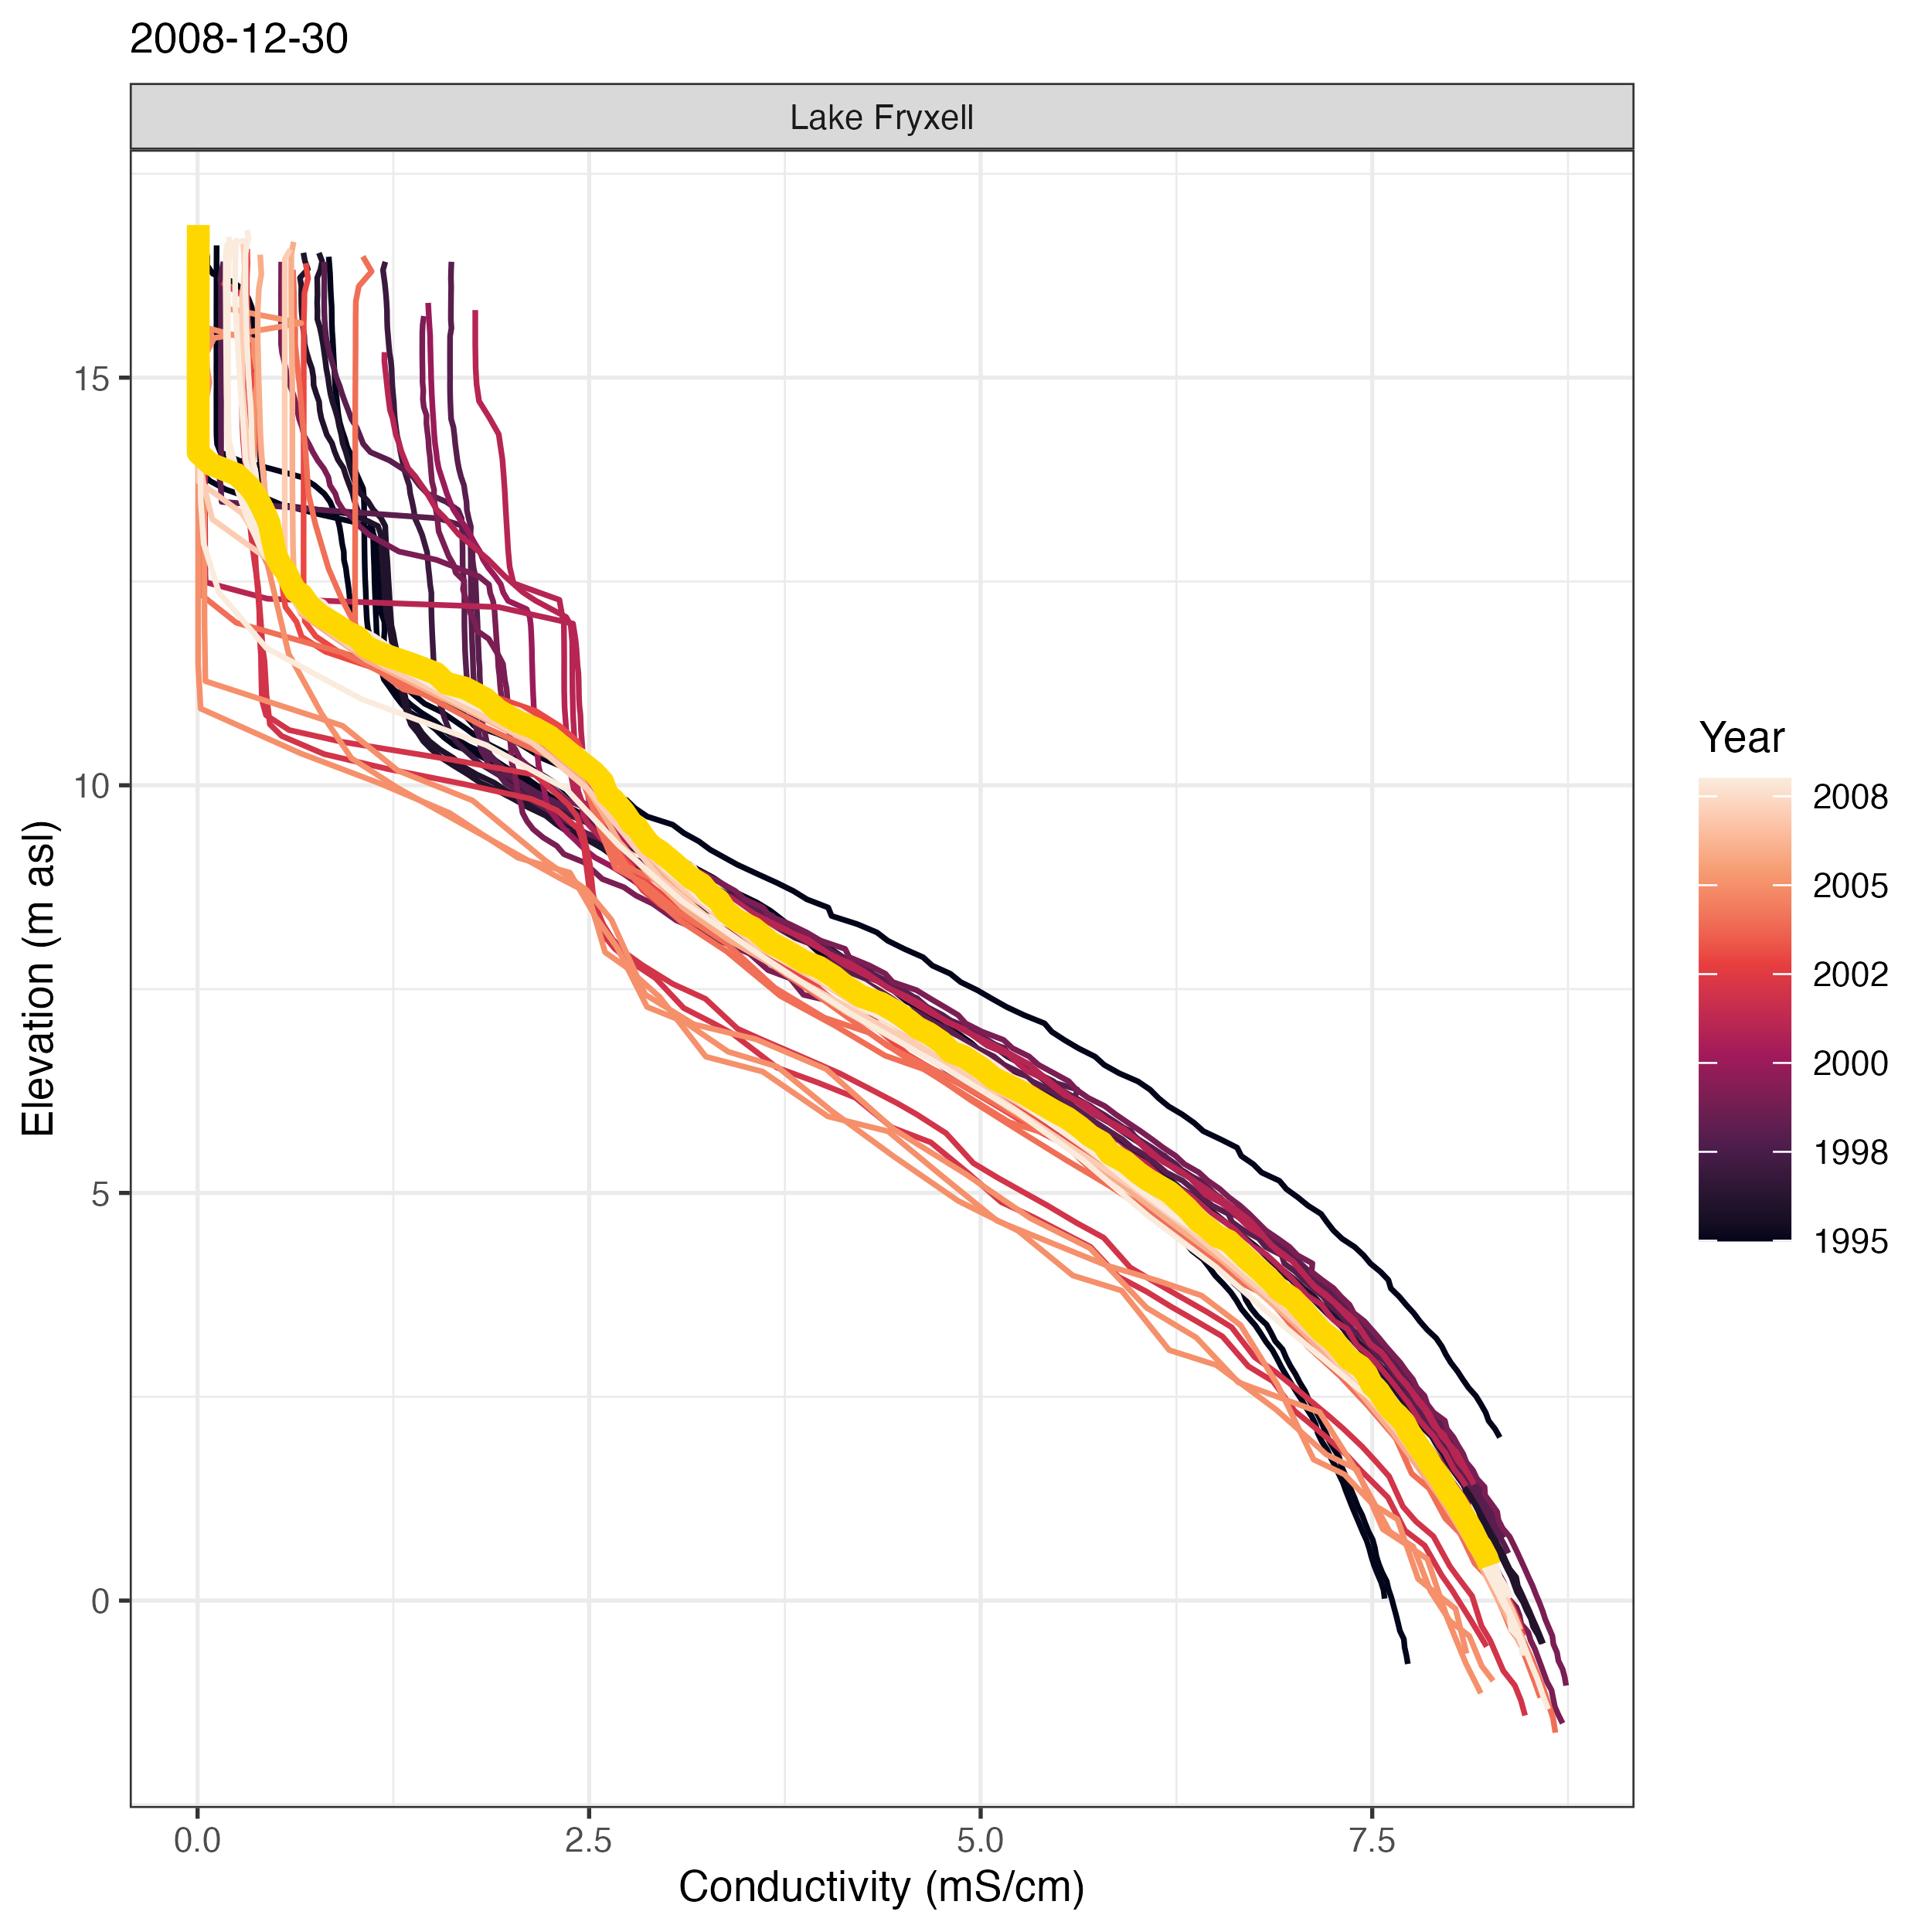 2008-12-30
Lake Fryxell
15
10
5
0
Elevation (m asl)
0.0 2.5 5.0 7.5
Conductivity (mS/cm)
Year
2008
2005
2002
2000
1998
1995